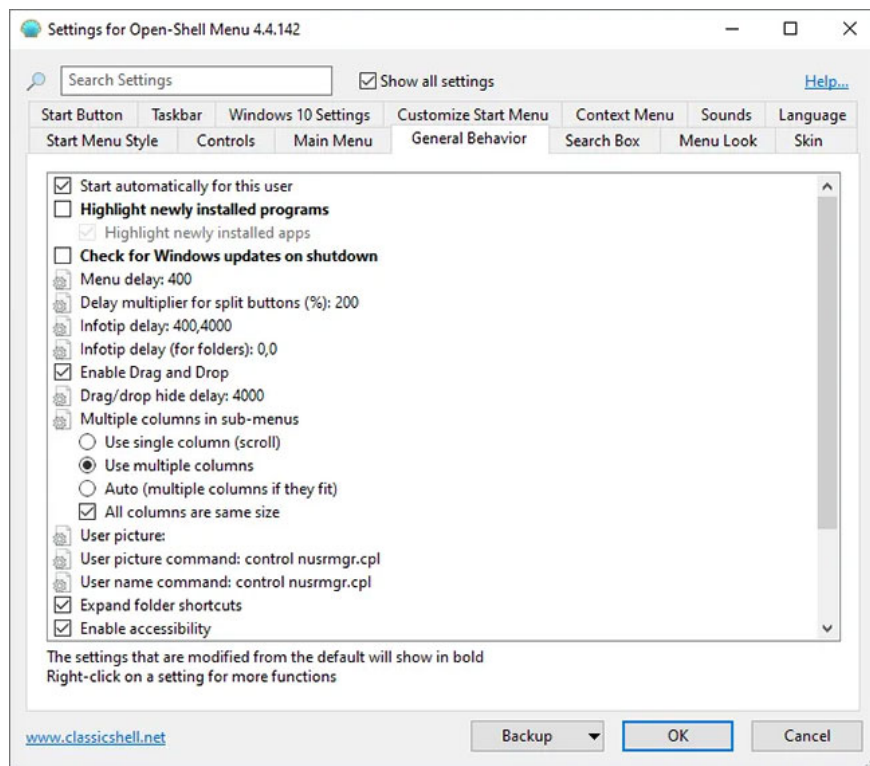 Settings for Open-Shell Menu 4.4.142
Search Settings
Show all settings
Help...
Start Button
Taskbar
Windows 10 Settings
Customize Start Menu
Context Menu
Sounds
Language
Start Menu Style
Controls
Main Menu
General Behavior
Search Box
Menu Look
Skin
Start automatically for this user
Highlight newly installed programs
Highlight newly installed apps
Check for Windows updates on shutdown
Menu delay: 400
Delay multiplier for split buttons (%): 200
Infotip delay: 400,4000
Infotip delay (for folders): 0,0
Enable Drag and Drop
Drag/drop hide delay: 4000
Multiple columns in sub-menus
Use single column (scroll)
Use multiple columns
Auto (multiple columns if they fit)
All columns are same size
User picture:
User picture command: control nusrmgr.cpl
User name command: control nusrmgr.cpl
Expand folder shortcuts
Enable accessibility
The settings that are modified from the default will show in bold
Right-click on a setting for more functions
www.classicshell.net
Backup
OK
Cancel